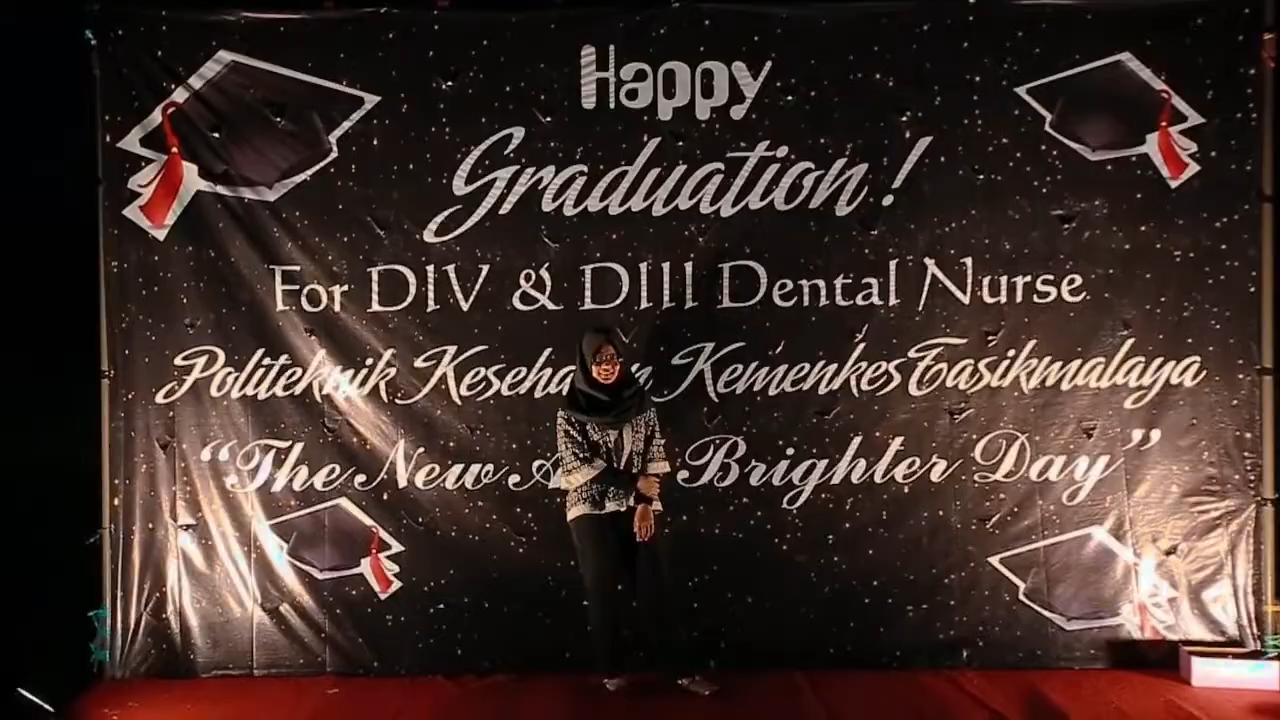 Happy
Graduation!
For DIV & DIII Dental Nurse
Politeknik Kemenkes Tasikmalaya
"The New Brighter Day"